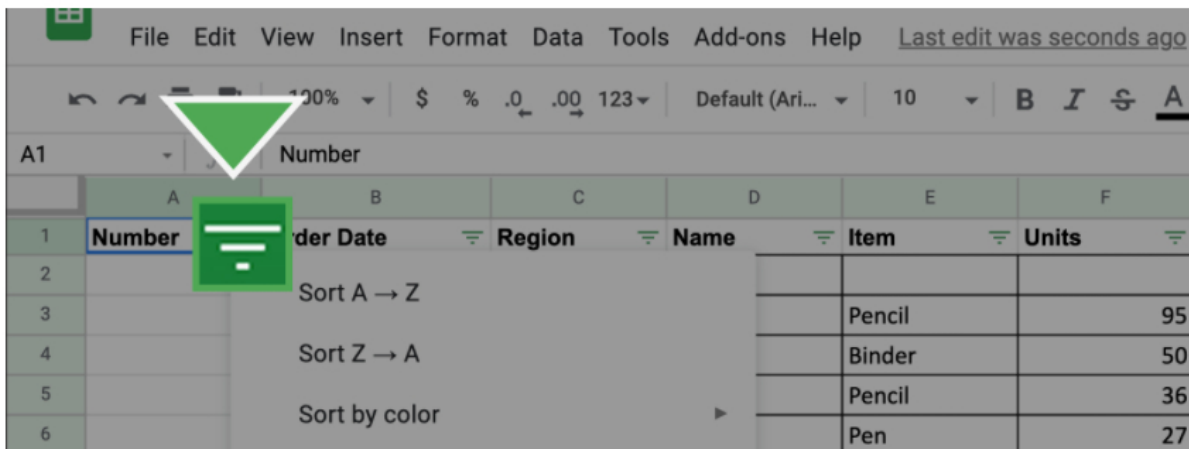 File Edit View Insert Format Data Tools Add-ons Help Last edit was seconds ago
100% $ % .0 .00 123 Default (Ari... 10 B I S A
A1 Number
A B C D E F
1 Number rder Date Region Name Item Units
2
Sort A → Z
3 Pencil 95
Sort Z → A
4 Binder 50
5 Pencil 36
Sort by color
6 Pen 27